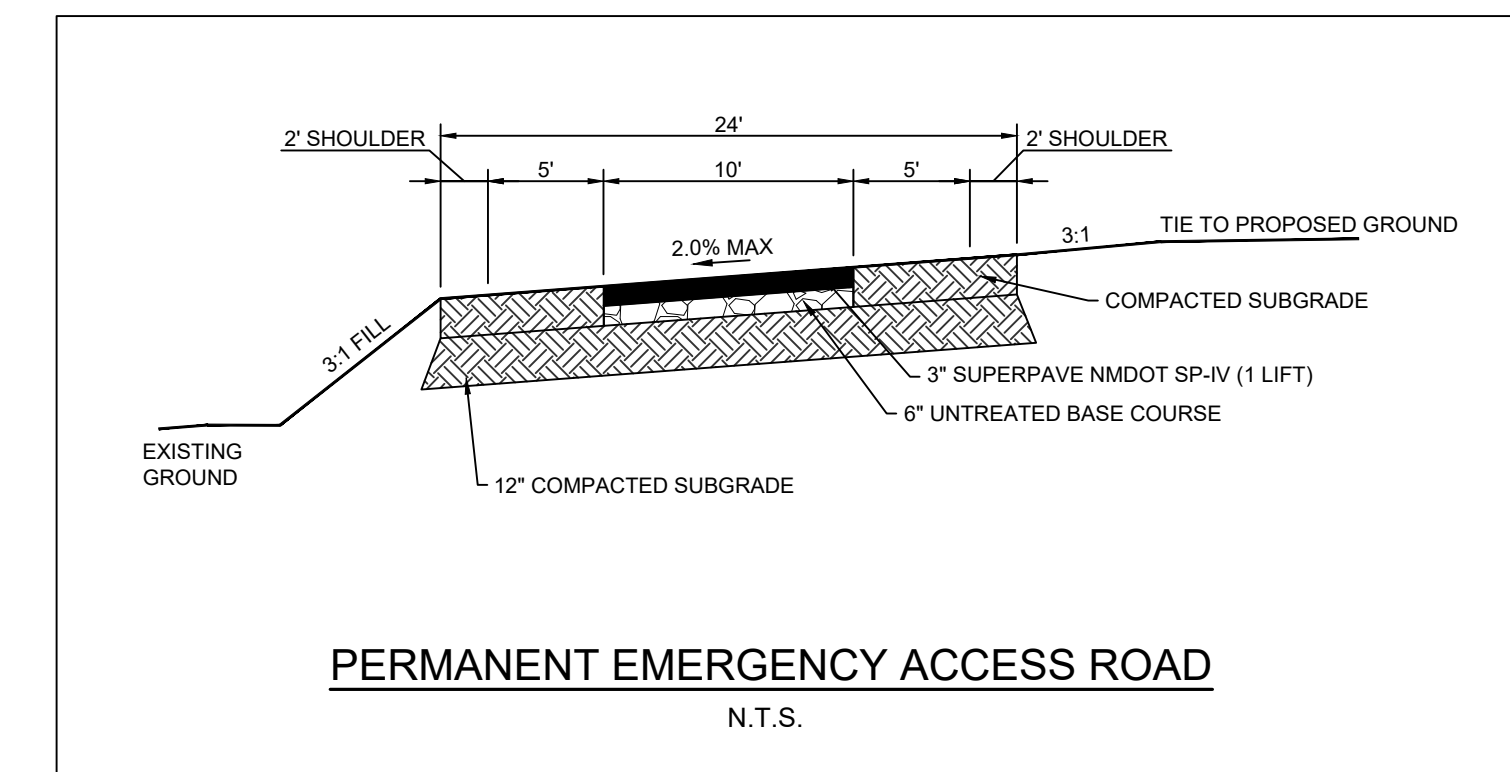 24'
2' SHOULDER
2' SHOULDER
5'
10'
5'
2.0% MAX
3:1
TIE TO PROPOSED GROUND
COMPACTED SUBGRADE
3:1 FILL
3" SUPERPAVE NMDOT SP-IV (1 LIFT)
6" UNTREATED BASE COURSE
EXISTING
GROUND
12" COMPACTED SUBGRADE
PERMANENT EMERGENCY ACCESS ROAD
N.T.S.